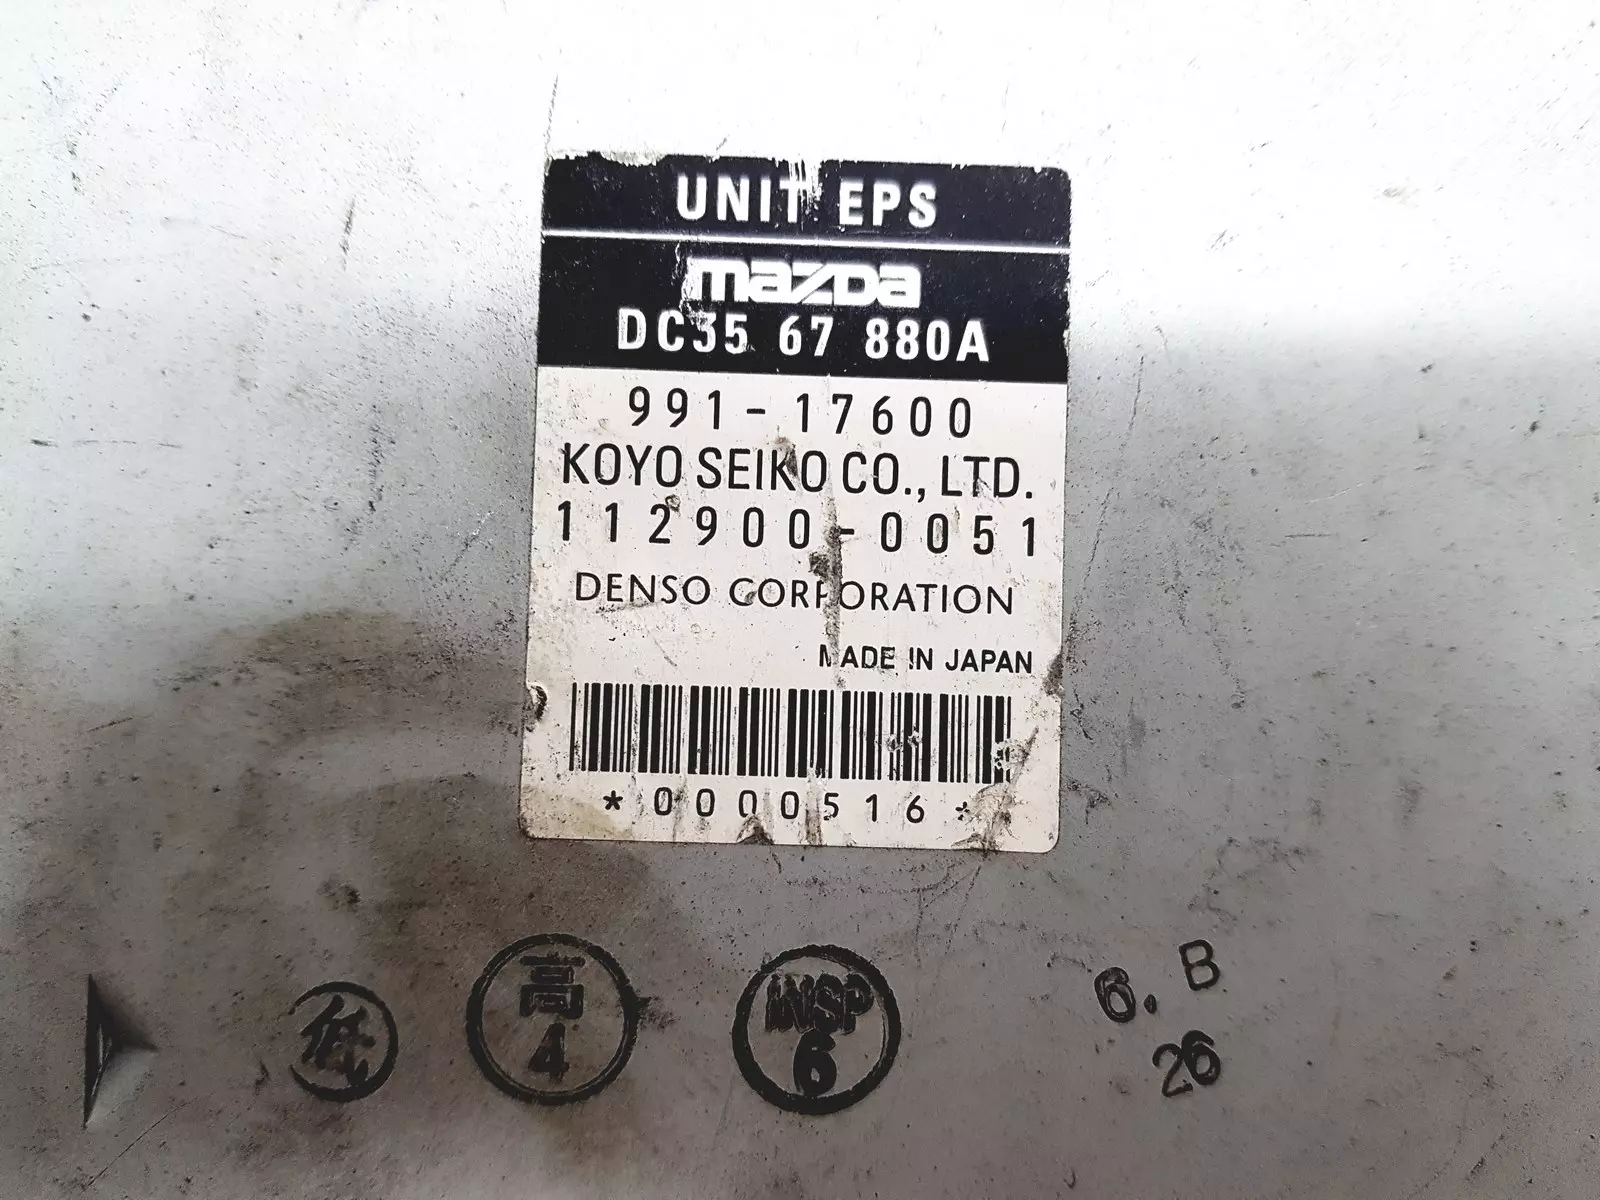 UNIT EPS
mazda
DC35 67 880A
991-17600
KOYO SEIKO CO., LTD.
112900-0051
DENSO CORPORATION
MADE IN JAPAN
*0000516*
低
高
4
INSP
6
6. B
26